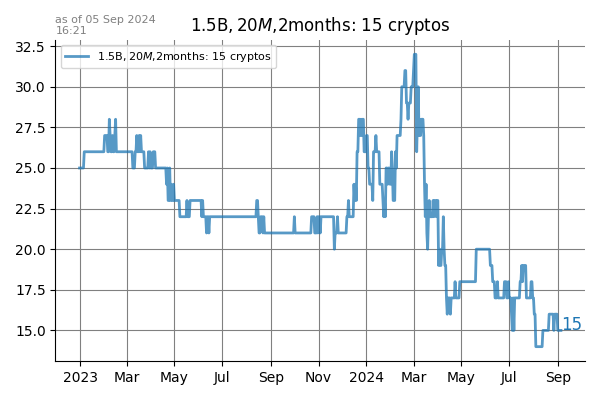 as of 05 Sep 2024
16:21
1.5B, 20M,2months: 15 cryptos
1.5B, 20M,2months: 15 cryptos
32.5
30.0
27.5
25.0
22.5
20.0
17.5
15.0
15
2023 Mar May Jul Sep Nov 2024 Mar May Jul Sep